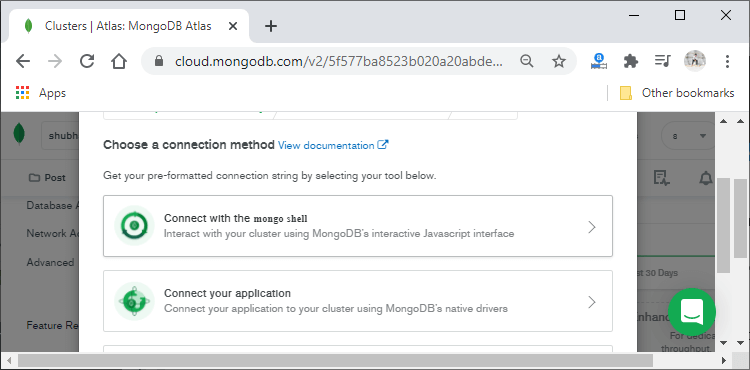 Clusters | Atlas: MongoDB Atlas
cloud.mongodb.com/v2/5f577ba8523b020a20abde...
Apps
Other bookmarks
shubh
s
Choose a connection method View documentation
Post
Get your pre-formatted connection string by selecting your tool below.
Database A
Network Ac
Advanced
Connect with the mongo shell
Interact with your cluster using MongoDB's interactive Javascript interface
st 30 Days
Connect your application
Connect your application to your cluster using MongoDB's native drivers
Feature Re
nhanc
For dedica
throughput,